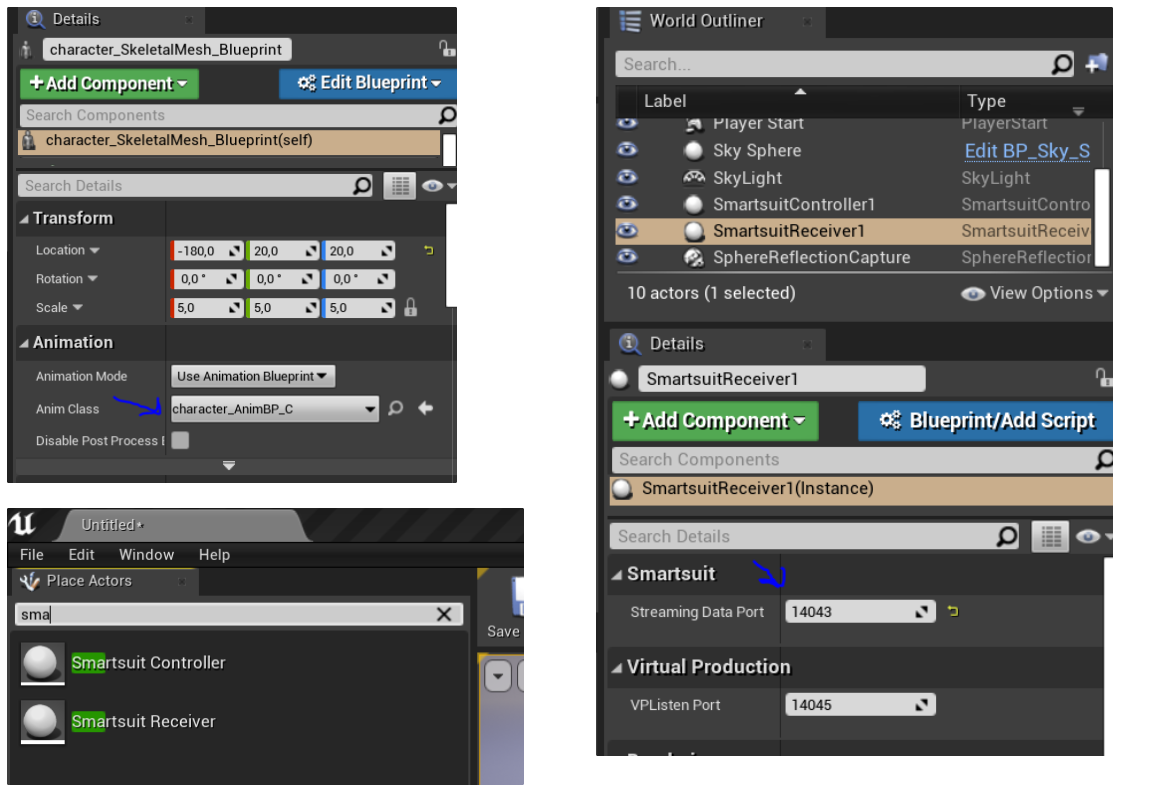 Details
character_SkeletalMesh_Blueprint
+Add Component Edit Blueprint
Search Components
character_SkeletalMesh_Blueprint(self)
Search Details
Transform
Location -180,0 20,0 20,0
Rotation 0,0 ° 0,0 ° 0,0 °
Scale 5,0 5,0 5,0
Animation
Animation Mode Use Animation Blueprint
Anim Class character_AnimBP_C
Disable Post Process
Untitled•
File Edit Window Help
Place Actors
sma
Save
Smartsuit Controller
Smartsuit Receiver
World Outliner
Search...
Label Type
Player Start PlayerStart
Sky Sphere Edit BP_Sky_S
SkyLight SkyLight
SmartsuitController1 SmartsuitContro
SmartsuitReceiver1 SmartsuitReceiv
SphereReflectionCapture SphereReflection
10 actors (1 selected) View Options
Details
SmartsuitReceiver1
+Add Component Blueprint/Add Script
Search Components
SmartsuitReceiver1(Instance)
Search Details
Smartsuit
Streaming Data Port 14043
Virtual Production
VPListen Port 14045